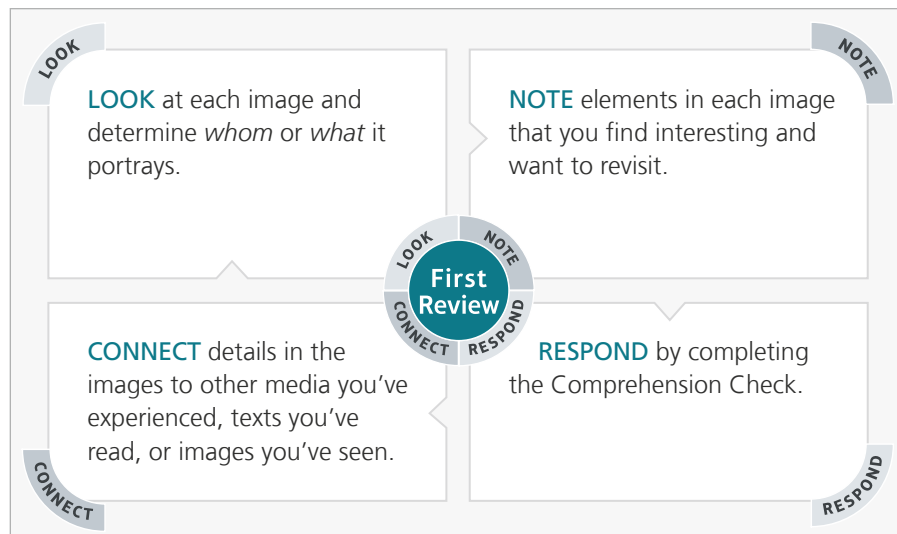 LOOK
LOOK at each image and
determine whom or what it
portrays.
NOTE
NOTE elements in each image
that you find interesting and
want to revisit.
LOOK
NOTE
First
Review
CONNECT
RESPOND
CONNECT details in the
images to other media you've
experienced, texts you've
read, or images you've seen.
CONNECT
RESPOND by completing
the Comprehension Check.
RESPOND